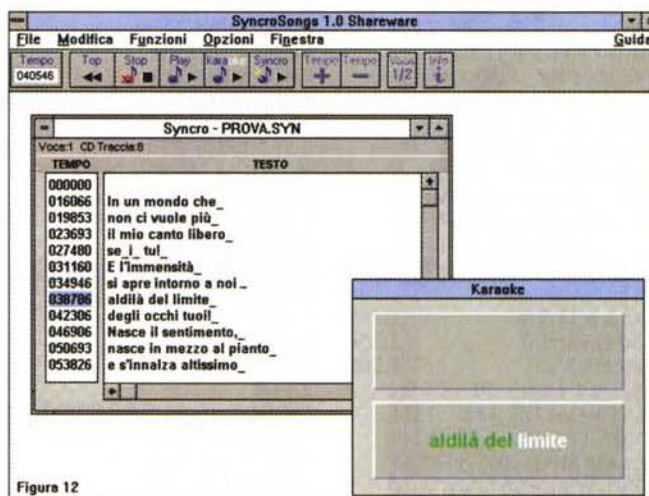 SyncroSongs 1.0 Shareware
File Modifica Funzioni Opzioni Finestra Guida
Tempo Top Stop Play Karaoke Syncro Tempo Tempo Voce Info
040546 + - 1/2 i
Syncro - PROVA.SYN
Voce:1 CD Traccia:8
TEMPO TESTO
000000
016066 In un mondo che_
019853 non ci vuole più_
023693 il mio canto libero_
027480 se_i_ tu!_
031160 E l'immensità_
034946 si apre intorno a noi_
038786 aldilà del limite_
042306 degli occhi tuoi!_
046906 Nasce il sentimento,_
050693 nasce in mezzo al pianto_
053826 e s'innalza altissimo_
Karaoke
aldilà del limite
Figura 12